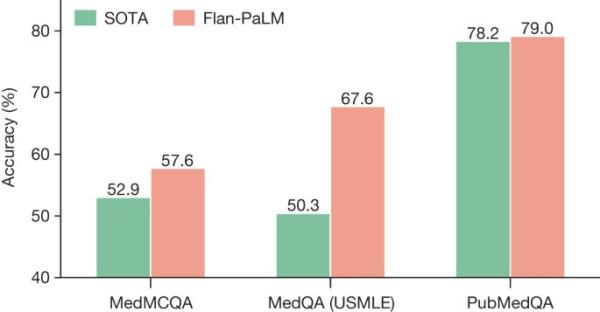 SOTA Flan-PaLM
Accuracy (%)
80
70
60
50
40
52.9
57.6
50.3
67.6
78.2
79.0
MedMCQA
MedQA (USMLE)
PubMedQA